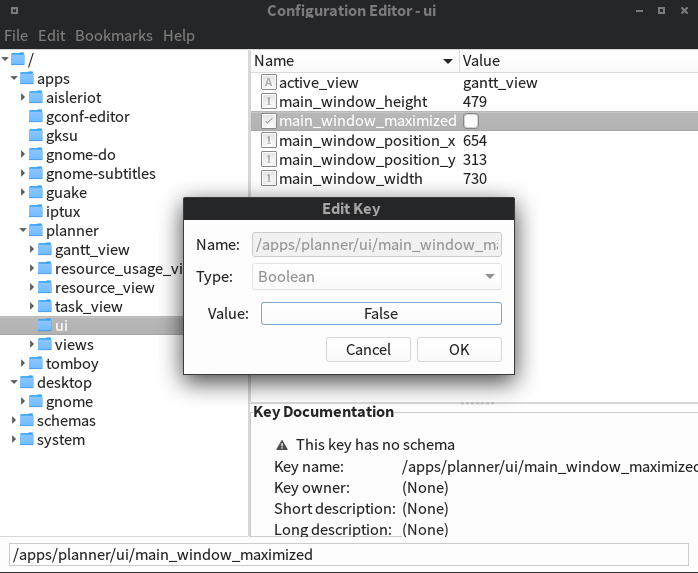 Configuration Editor - ui
File Edit Bookmarks Help
/
apps
aisleriot
gconf-editor
gksu
gnome-do
gnome-subtitles
guake
iptux
planner
gantt_view
resource_usage_vi
resource_view
task_view
ui
views
tomboy
desktop
gnome
schemas
system
Name Value
active_view gantt_view
main_window_height 479
main_window_maximized
main_window_position_x 654
main_window_position_y 313
main_window_width 730
Edit Key
Name: /apps/planner/ui/main_window_ma
Type: Boolean
Value: False
Cancel OK
Key Documentation
This key has no schema
Key name: /apps/planner/ui/main_window_maximized
Key owner: (None)
Short description: (None)
Long description: (None)
/apps/planner/ui/main_window_maximized